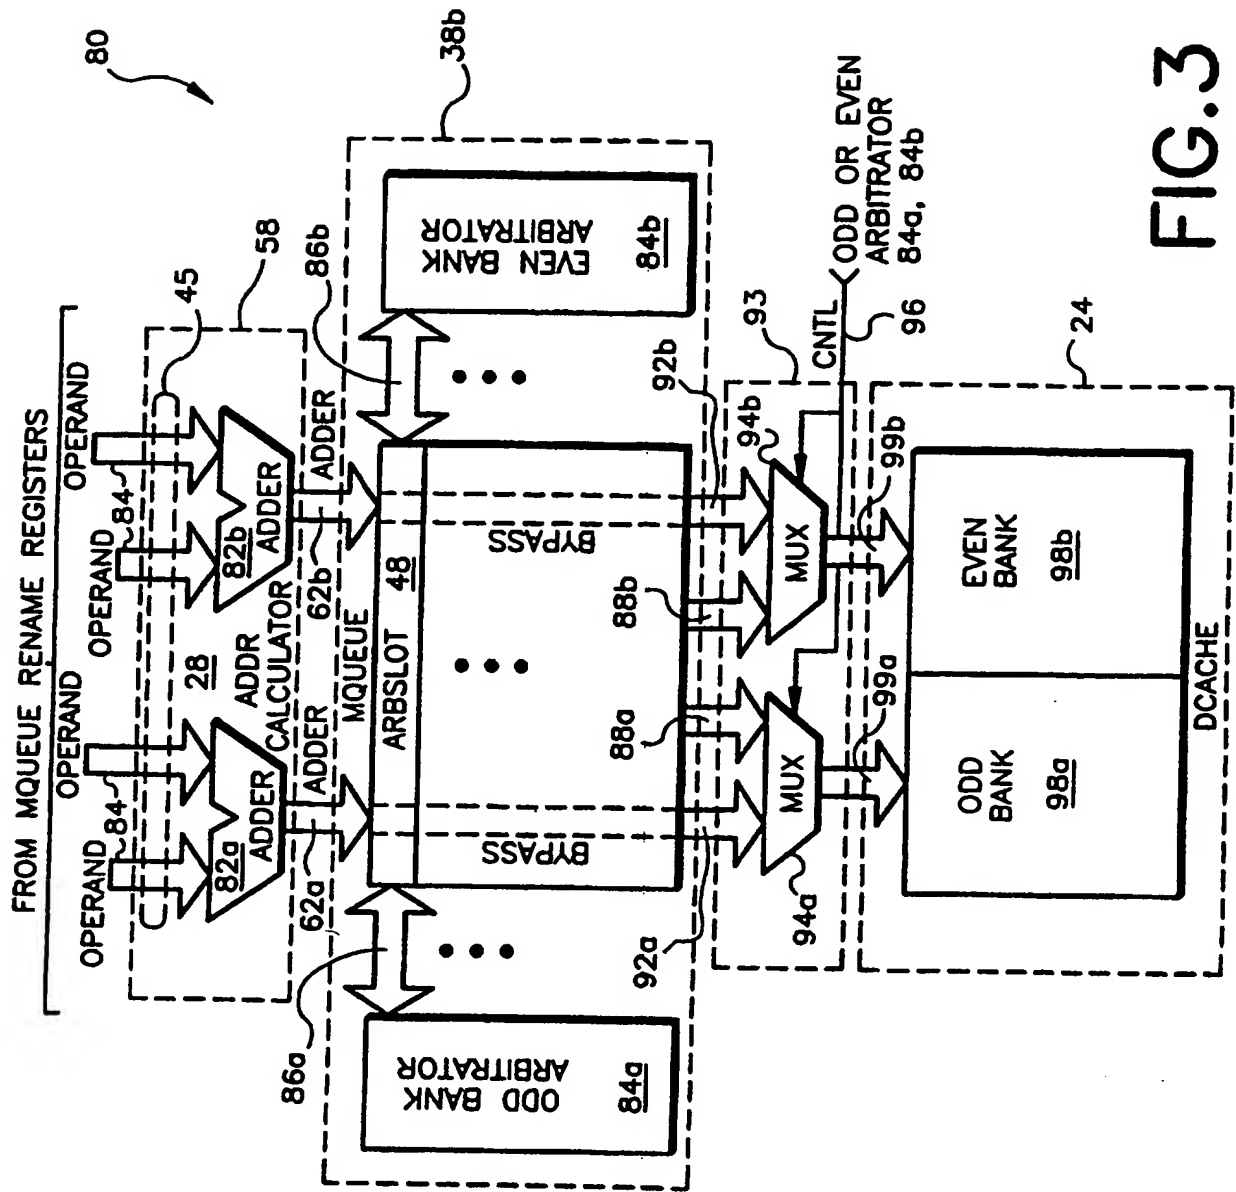 80
FROM MQUEUE RENAME REGISTERS
OPERAND
OPERAND
OPERAND
OPERAND
84
84
84
45
58
28
82a
ADDER
82b
ADDER
ADDR
CALCULATOR
62a
ADDER
62b
ADDER
86a
86b
38b
MQUEUE
ARBSLOT 48
ODD BANK
ARBITRATOR
84a
EVEN BANK
ARBITRATOR
84b
BYPASS
BYPASS
92a
88a
88b
92b
93
94a
MUX
94b
MUX
CNTL
96
ODD OR EVEN
ARBITRATOR
84a, 84b
99a
99b
24
ODD
BANK
98a
EVEN
BANK
98b
DCACHE
FIG.3